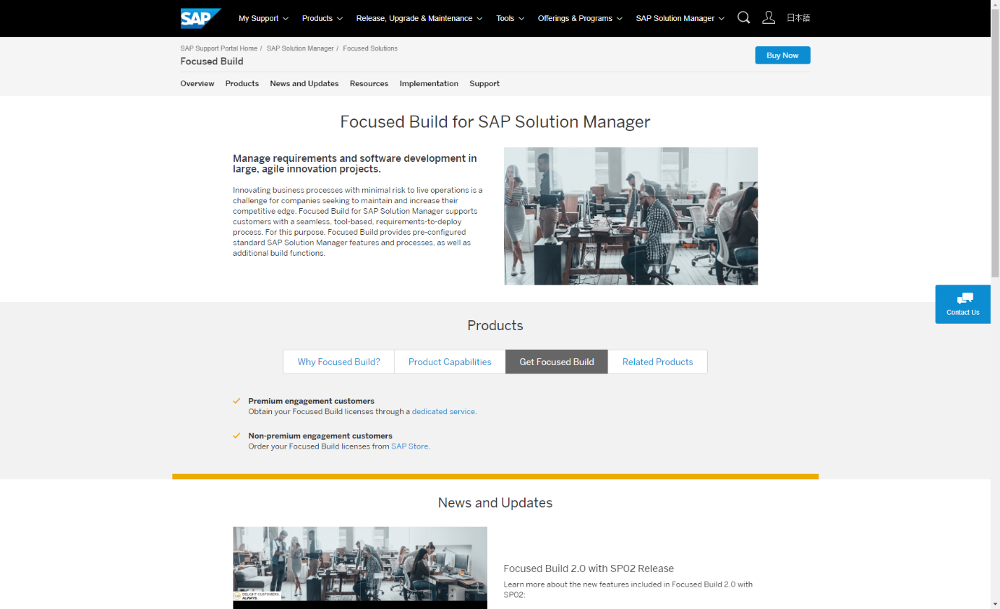 SAP
My Support
Products
Release, Upgrade & Maintenance
Tools
Offerings & Programs
SAP Solution Manager
日本語
SAP Support Portal Home / SAP Solution Manager / Focused Solutions
Focused Build
Buy Now
Overview
Products
News and Updates
Resources
Implementation
Support
Focused Build for SAP Solution Manager
Manage requirements and software development in
large, agile innovation projects.
Innovating business processes with minimal risk to live operations is a
challenge for companies seeking to maintain and increase their
competitive edge. Focused Build for SAP Solution Manager supports
customers with a seamless, tool-based, requirements-to-deploy
process. For this purpose, Focused Build provides pre-configured
standard SAP Solution Manager features and processes, as well as
additional build functions.
Contact Us
Products
Why Focused Build?
Product Capabilities
Get Focused Build
Related Products
Premium engagement customers
Obtain your Focused Build licenses through a dedicated service.
Non-premium engagement customers
Order your Focused Build licenses from SAP Store.
News and Updates
DELIGHT CUSTOMERS.
ALWAYS.
Focused Build 2.0 with SP02 Release
Learn more about the new features included in Focused Build 2.0 with
SP02: